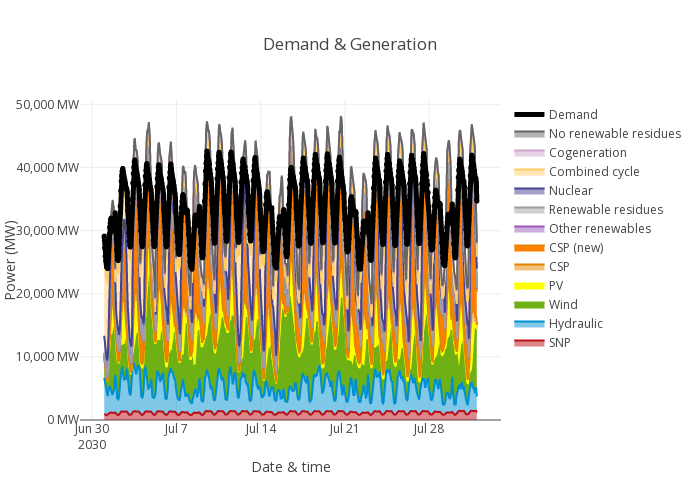 Demand & Generation
50,000 MW
40,000 MW
30,000 MW
20,000 MW
10,000 MW
0 MW
Power (MW)
Jun 30
2030
Jul 7
Jul 14
Jul 21
Jul 28
Date & time
Demand
No renewable residues
Cogeneration
Combined cycle
Nuclear
Renewable residues
Other renewables
CSP (new)
CSP
PV
Wind
Hydraulic
SNP